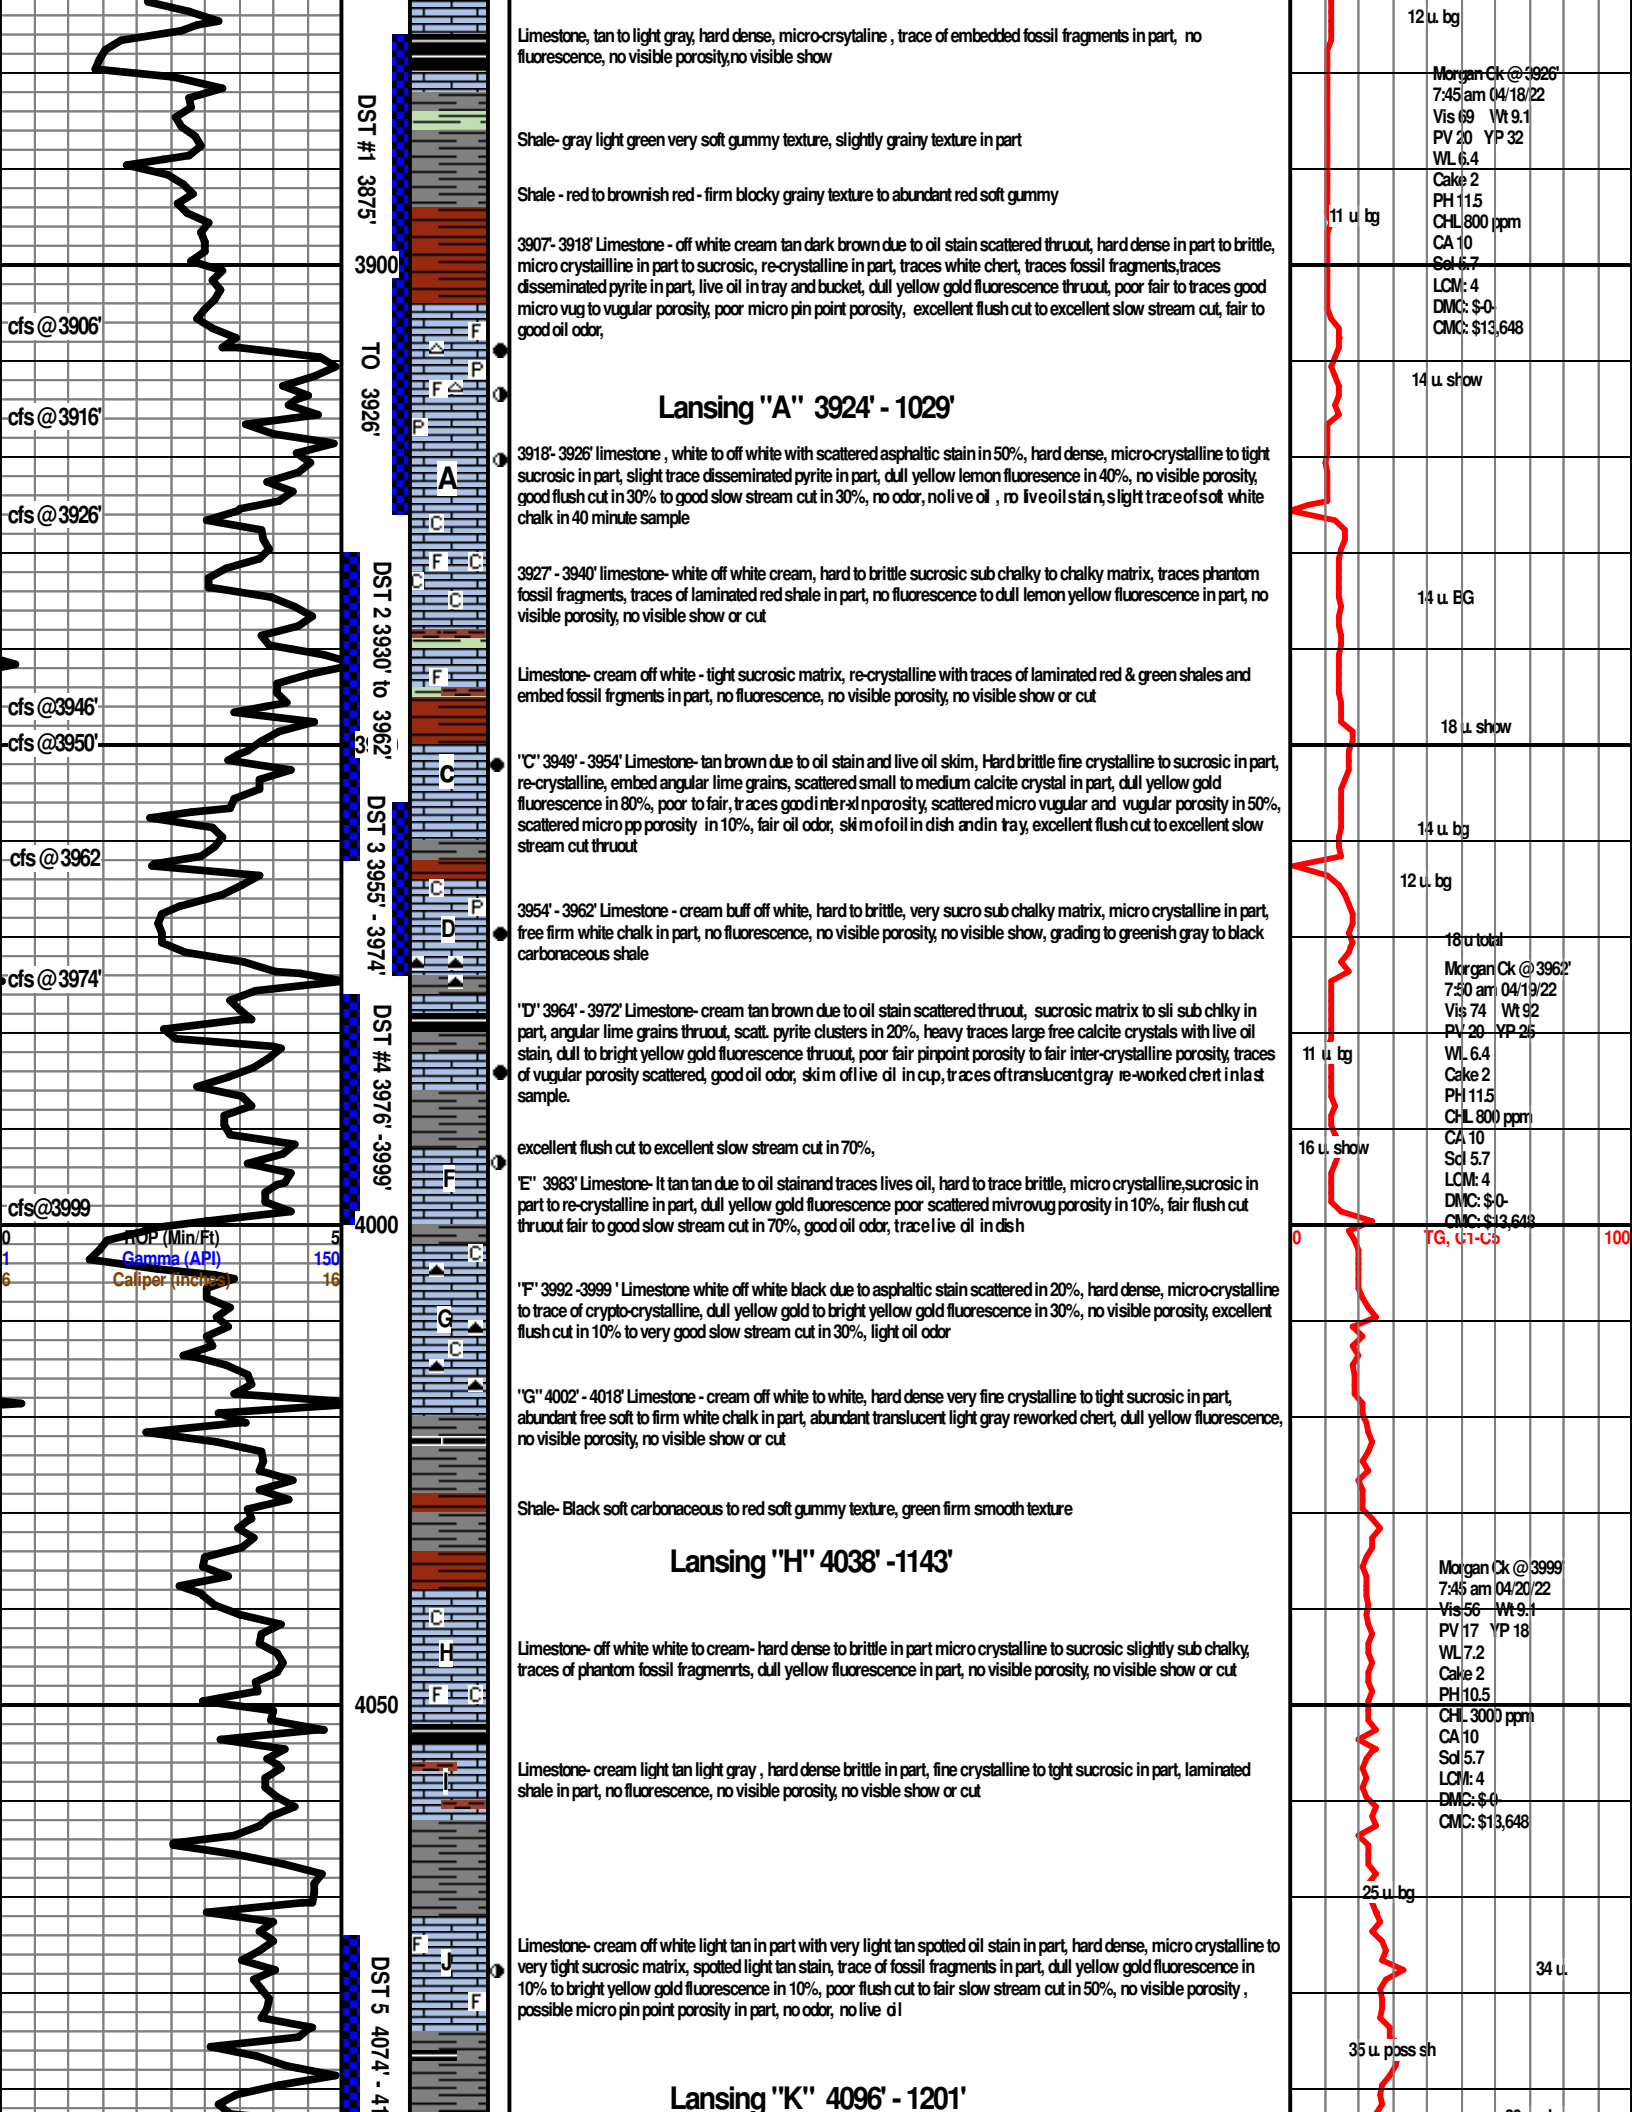 12 u. bg
Limestone, tan to light gray, hard dense, micro-crsytaline , trace of embedded fossil fragments in part, no
fluorescence, no visible porosity,no visible show
Morgan Ck @ 3926'
7:45 am 04/18/22
Vis 69 Wt 9.1
PV 20 YP 32
WL 6.4
Cake 2
PH 11.5
CHL 800 ppm
CA 10
Sol 5.7
LCM: 4
DMC: $-0-
CMC: $13,648
DST #1 3875' TO 3926'
Shale- gray light green very soft gummy texture, slightly grainy texture in part
Shale - red to brownish red - firm blocky grainy texture to abundant red soft gummy
11 u. bg
3900
3907'- 3918' Limestone - off white cream tan dark brown due to oil stain scattered thruout, hard dense in part to brittle,
micro crystailline in part to sucrosic, re-crystalline in part, traces white chert, traces fossil fragments,traces
disseminated pyrite in part, live oil in tray and bucket, dull yellow gold fluorescence thruout, poor fair to traces good
micro vug to vugular porosity, poor micro pin point porosity, excellent flush cut to excellent slow stream cut, fair to
good oil odor,
cfs @ 3906'
F
P
F
P
14 u. show
cfs @ 3916'
Lansing "A" 3924' - 1029'
3918'- 3926' limestone , white to off white with scattered asphaltic stain in 50%, hard dense, micro-crystalline to tight
sucrosic in part, slight trace disseminated pyrite in part, dull yellow lemon fluoresence in 40%, no visible porosity,
good flush cut in 30% to good slow stream cut in 30%, no odor, no live oil , no live oil stain, slight trace of soft white
chalk in 40 minute sample
A
cfs @ 3926'
C
F C
C
C
DST 2 3930' to 3962'
3927' - 3940' limestone- white off white cream, hard to brittle sucrosic sub chalky to chalky matrix, traces phantom
fossil fragments, traces of laminated red shale in part, no fluorescence to dull lemon yellow fluorescence in part, no
visible porosity, no visible show or cut
14 u. BG
F
Limestone- cream off white - tight sucrosic matrix, re-crystalline with traces of laminated red & green shales and
embed fossil frgments in part, no fluorescence, no visible porosity, no visible show or cut
cfs @3946'
18 u. show
cfs @3950'
C
"C" 3949' - 3954' Limestone- tan brown due to oil stain and live oil skim, Hard brittle fine crystalline to sucrosic in part,
re-crystalline, embed angular lime grains, scattered small to medium calcite crystal in part, dull yellow gold
fluorescence in 80%, poor to fair, traces good inter-xln porosity, scattered micro vugular and vugular porosity in 50%,
scattered micro pp porosity in 10%, fair oil odor, skim of oil in dish and in tray, excellent flush cut to excellent slow
stream cut thruout
DST 3 3955' - 3974'
14 u. bg
cfs @ 3962
12 u. bg
C
P
D
3954' - 3962' Limestone - cream buff off white, hard to brittle, very sucro sub chalky matrix, micro crystalline in part,
free firm white chalk in part, no fluorescence, no visible porosity, no visible show, grading to greenish gray to black
carbonaceous shale
18 u total
Morgan Ck @ 3962'
7:50 am 04/19/22
Vis 74 Wt 92
PV 20 YP 25
WL 6.4
Cake 2
PH 11.5
CHL 800 ppm
CA 10
Sol 5.7
LCM: 4
DMC: $-0-
CMC: $13,648
cfs @ 3974'
DST #4 3976' -3999'
"D" 3964' - 3972' Limestone- cream tan brown due to oil stain scattered thruout, sucrosic matrix to sli sub chlky in
part, angular lime grains thruout, scatt. pyrite clusters in 20%, heavy traces large free calcite crystals with live oil
stain, dull to bright yellow gold fluorescence thruout, poor fair pinpoint porosity to fair inter-crystalline porosity, traces
of vugular porosity scattered, good oil odor, skim of live oil in cup, traces of translucent gray re-worked chert in last
sample.
11 u. bg
excellent flush cut to excellent slow stream cut in 70%,
16 u. show
F
'E" 3983' Limestone- lt tan tan due to oil stainand traces lives oil, hard to trace brittle, micro crystalline,sucrosic in
part to re-crystalline in part, dull yellow gold fluorescence poor scattered mivrovug porosity in 10%, fair flush cut
thruout fair to good slow stream cut in 70%, good oil odor, trace live oil in dish
cfs@3999
4000
0 ROP (Min/Ft) 5
1 Gamma (API) 150
6 Caliper (inches) 16
0 TG, C1-C5 100
C
G
C
"F" 3992 -3999 ' Limestone white off white black due to asphaltic stain scattered in 20%, hard dense, micro-crystalline
to trace of crypto-crystalline, dull yellow gold to bright yellow gold fluorescence in 30%, no visible porosity, excellent
flush cut in 10% to very good slow stream cut in 30%, light oil odor
"G" 4002' - 4018' Limestone - cream off white to white, hard dense very fine crystalline to tight sucrosic in part,
abundant free soft to firm white chalk in part, abundant translucent light gray reworked chert, dull yellow fluorescence,
no visible porosity, no visible show or cut
Shale- Black soft carbonaceous to red soft gummy texture, green firm smooth texture
Lansing "H" 4038' -1143'
Morgan Ck @ 3999
7:45 am 04/20/22
Vis 56 Wt 9.1
PV 17 YP 18
WL 7.2
Cake 2
PH 10.5
CHL 3000 ppm
CA 10
Sol 5.7
LCM: 4
DMC: $-0-
CMC: $13,648
C
H
F C
Limestone- off white white to cream- hard dense to brittle in part micro crystalline to sucrosic slightly sub chalky,
traces of phantom fossil fragmenrts, dull yellow fluorescence in part, no visible porosity, no visible show or cut
4050
I
Limestone- cream light tan light gray , hard dense brittle in part, fine crystalline to tght sucrosic in part, laminated
shale in part, no fluorescence, no visible porosity, no visble show or cut
25 u. bg
F
J
F
Limestone- cream off white light tan in part with very light tan spotted oil stain in part, hard dense, micro crystalline to
very tight sucrosic matrix, spotted light tan stain, trace of fossil fragments in part, dull yellow gold fluorescence in
10% to bright yellow gold fluorescence in 10%, poor flush cut to fair slow stream cut in 50%, no visible porosity ,
possible micro pin point porosity in part, no odor, no live oil
34 u.
DST 5 4074' - 41
35 u. poss sh
Lansing "K" 4096' - 1201'